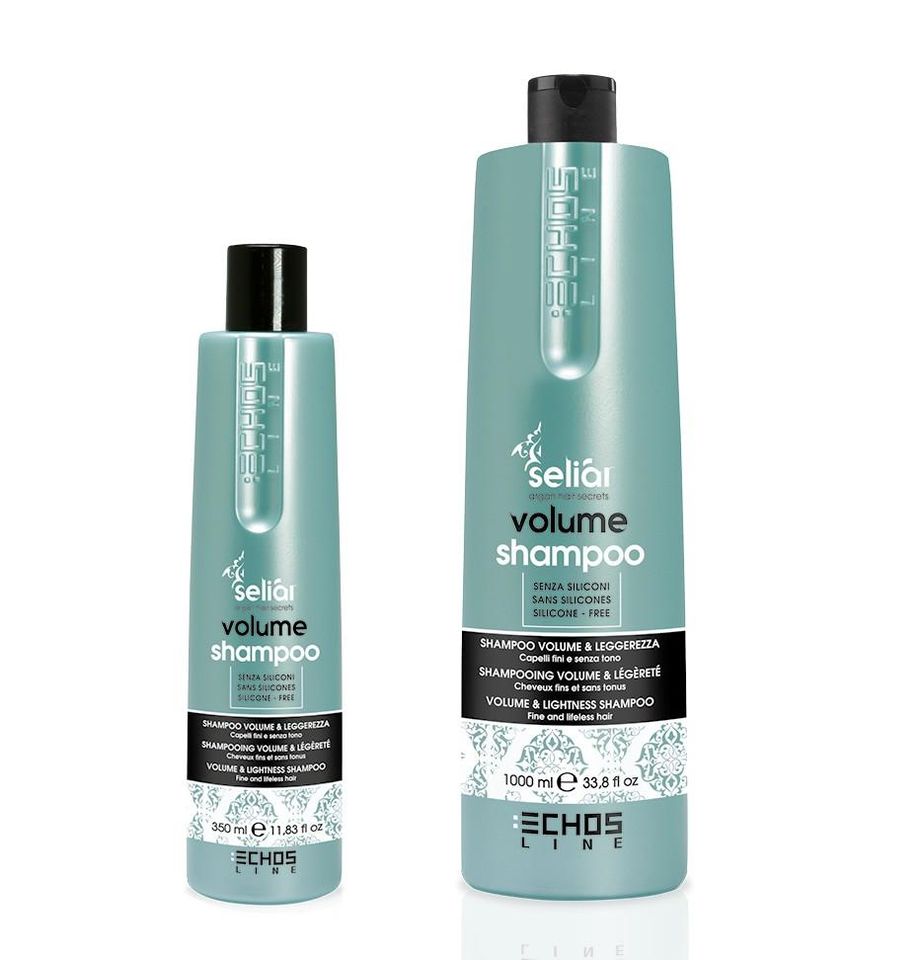 ECHOS
LINE
seliár
argan hair secrets
volume
shampoo
SENZA SILICONI
SANS SILICONES
SILICONE - FREE
SHAMPOO VOLUME & LEGGEREZZA
Capelli fini e senza tono
SHAMPOOING VOLUME & LÉGÈRETÉ
Cheveux fins et sans tonus
VOLUME & LIGHTNESS SHAMPOO
Fine and lifeless hair
350 ml e 11,83 fl oz
:ECHOS
LINE
ECHOS
LINE
seliár
argan hair secrets
volume
shampoo
SENZA SILICONI
SANS SILICONES
SILICONE - FREE
SHAMPOO VOLUME & LEGGEREZZA
Capelli fini e senza tono
SHAMPOOING VOLUME & LÉGÈRETÉ
Cheveux fins et sans tonus
VOLUME & LIGHTNESS SHAMPOO
Fine and lifeless hair
1000 ml e 33,8 fl oz
:ECHOS
LINE